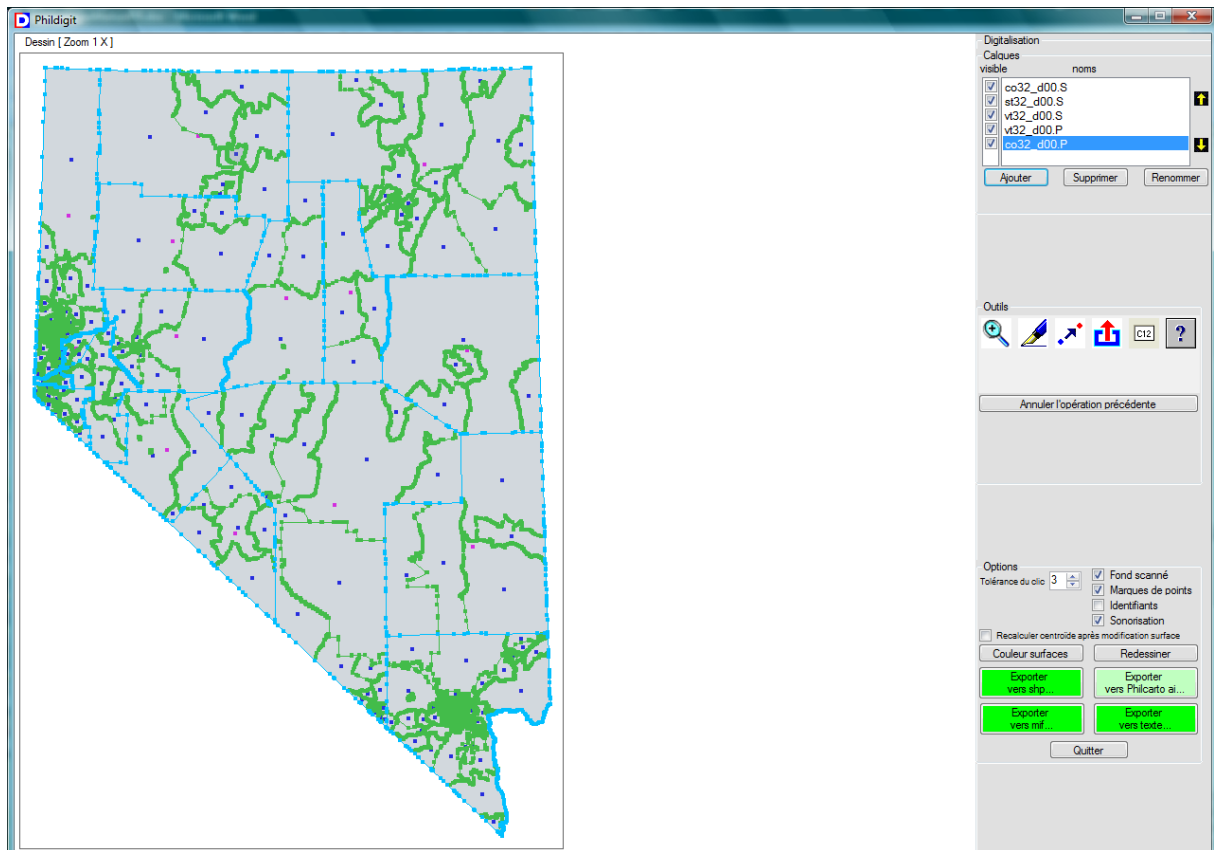 Phildigit
Dessin [ Zoom 1 X ]
Digitalisation
Calques
visible noms
co32_d00.S
st32_d00.S
vt32_d00.S
vt32_d00.P
co32_d00.P
Ajouter Supprimer Renommer
Outils
C12 ?
Annuler l'opération précédente
Options
Tolérance du clic 3 Fond scanné
Marques de points
Identifiants
Sonorisation
Recalculer centroïde après modification surface
Couleur surfaces Redessiner
Exporter vers shp... Exporter vers Philcarto ai...
Exporter vers mif... Exporter vers texte...
Quitter